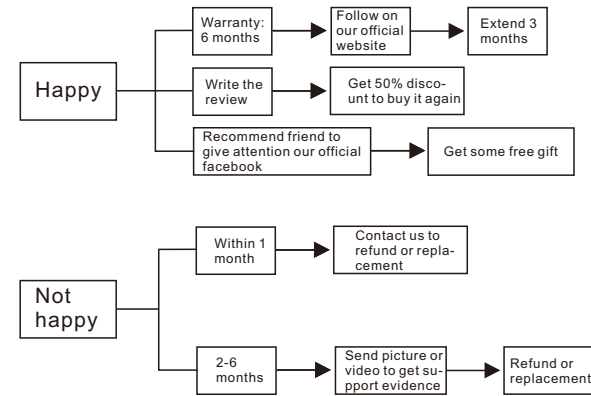 Happy
Warranty:
6 months
Follow on
our official
website
Extend 3
months
Write the
review
Get 50% disco-
unt to buy it again
Recommend friend to
give attention our official
facebook
Get some free gift
Not
happy
Within 1
month
Contact us to
refund or repla-
cement
2-6
months
Send picture or
video to get su-
pport evidence
Refund or
replacement